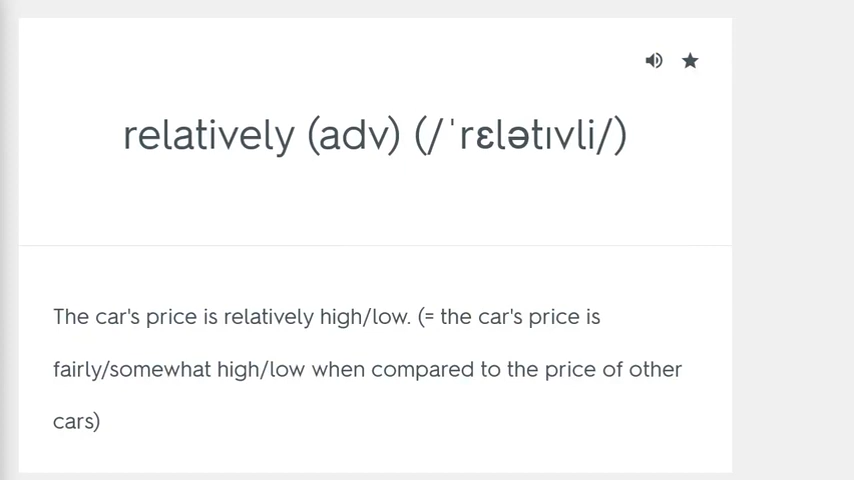 relatively (adv) (/ˈrɛlətɪvli/)
The car's price is relatively high/low. (= the car's price is
fairly/somewhat high/low when compared to the price of other
cars)